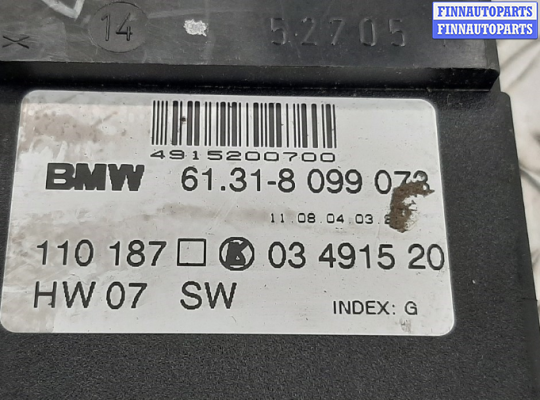 FINNAUTOPARTS
FINNAUTOPARTS
14 52705
4915200700
BMW 61.31-8 099 073
11.08.04.03.
110 187 03 4915 20
HW 07 SW
INDEX: G